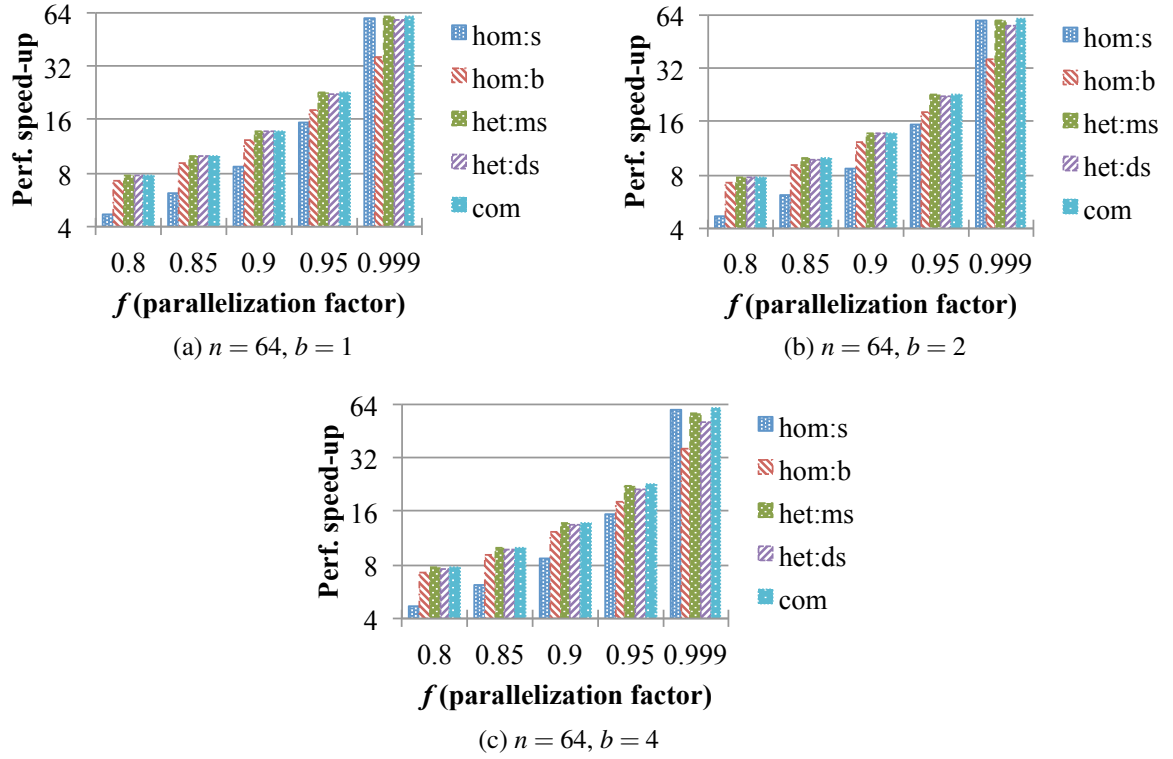 64
32
16
8
4
Perf. speed-up
0.8 0.85 0.9 0.95 0.999
f (parallelization factor)
hom:s
hom:b
het:ms
het:ds
com
(a) n = 64, b = 1
64
32
16
8
4
Perf. speed-up
0.8 0.85 0.9 0.95 0.999
f (parallelization factor)
hom:s
hom:b
het:ms
het:ds
com
(b) n = 64, b = 2
64
32
16
8
4
Perf. speed-up
0.8 0.85 0.9 0.95 0.999
f (parallelization factor)
hom:s
hom:b
het:ms
het:ds
com
(c) n = 64, b = 4